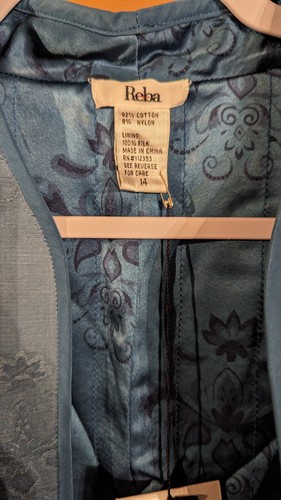 Reba
92% COTTON
8% NYLON
LINING:
100% SILK
MADE IN CHINA
RN#112393
SEE REVERSE
FOR CARE
14